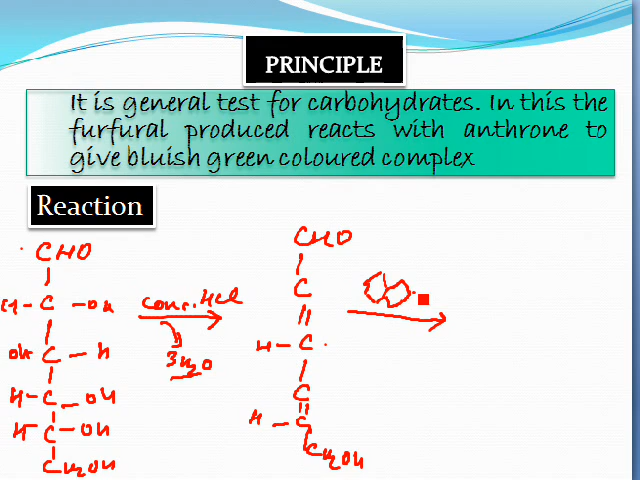 PRINCIPLE
It is general test for carbohydrates. In this the
furfural produced reacts with anthrone to
give bluish green coloured complex
Reaction
CHO
CHO
H - C - OH
conc. HCl
C
OH C - H
3H2O
H - C
H - C - OH
C
H - C - OH
H - C
CH2OH
CH2OH